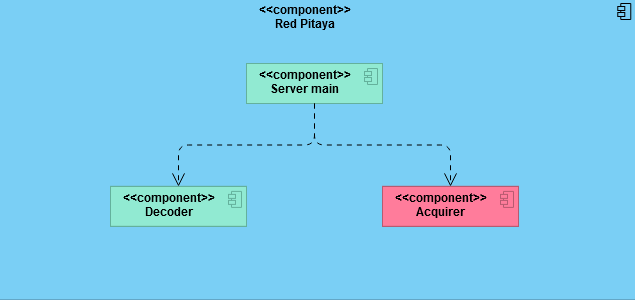 <<component>>
Red Pitaya
<<component>>
Server main
<<component>>
Decoder
<<component>>
Acquirer